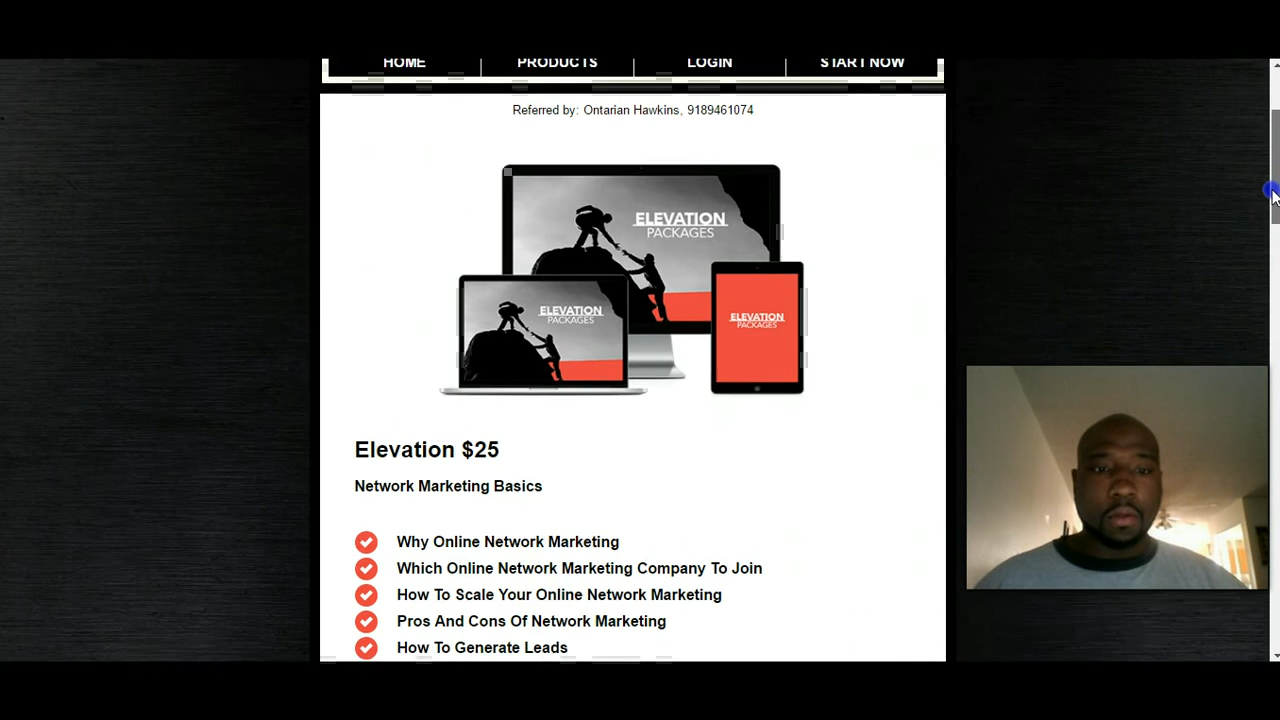 HOME PRODUCTS LOGIN START NOW
Referred by: Ontarian Hawkins, 9189461074
ELEVATION
PACKAGES
ELEVATION
PACKAGES
ELEVATION
PACKAGES
Elevation $25
Network Marketing Basics
Why Online Network Marketing
Which Online Network Marketing Company To Join
How To Scale Your Online Network Marketing
Pros And Cons Of Network Marketing
How To Generate Leads